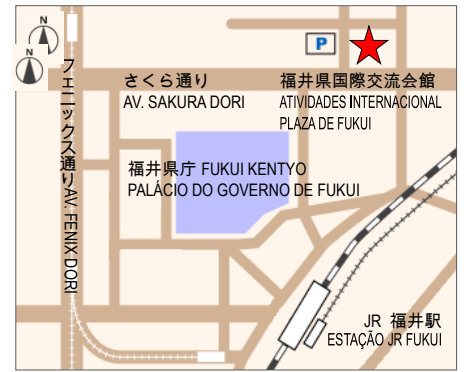 N
N
P
さくら通り
AV. SAKURA DORI
福井県国際交流会館
ATIVIDADES INTERNACIONAL
PLAZA DE FUKUI
フェニックス通り AV. FENIX DORI
福井県庁 FUKUI KENTYO
PALÁCIO DO GOVERNO DE FUKUI
JR 福井駅
ESTAÇÃO JR FUKUI